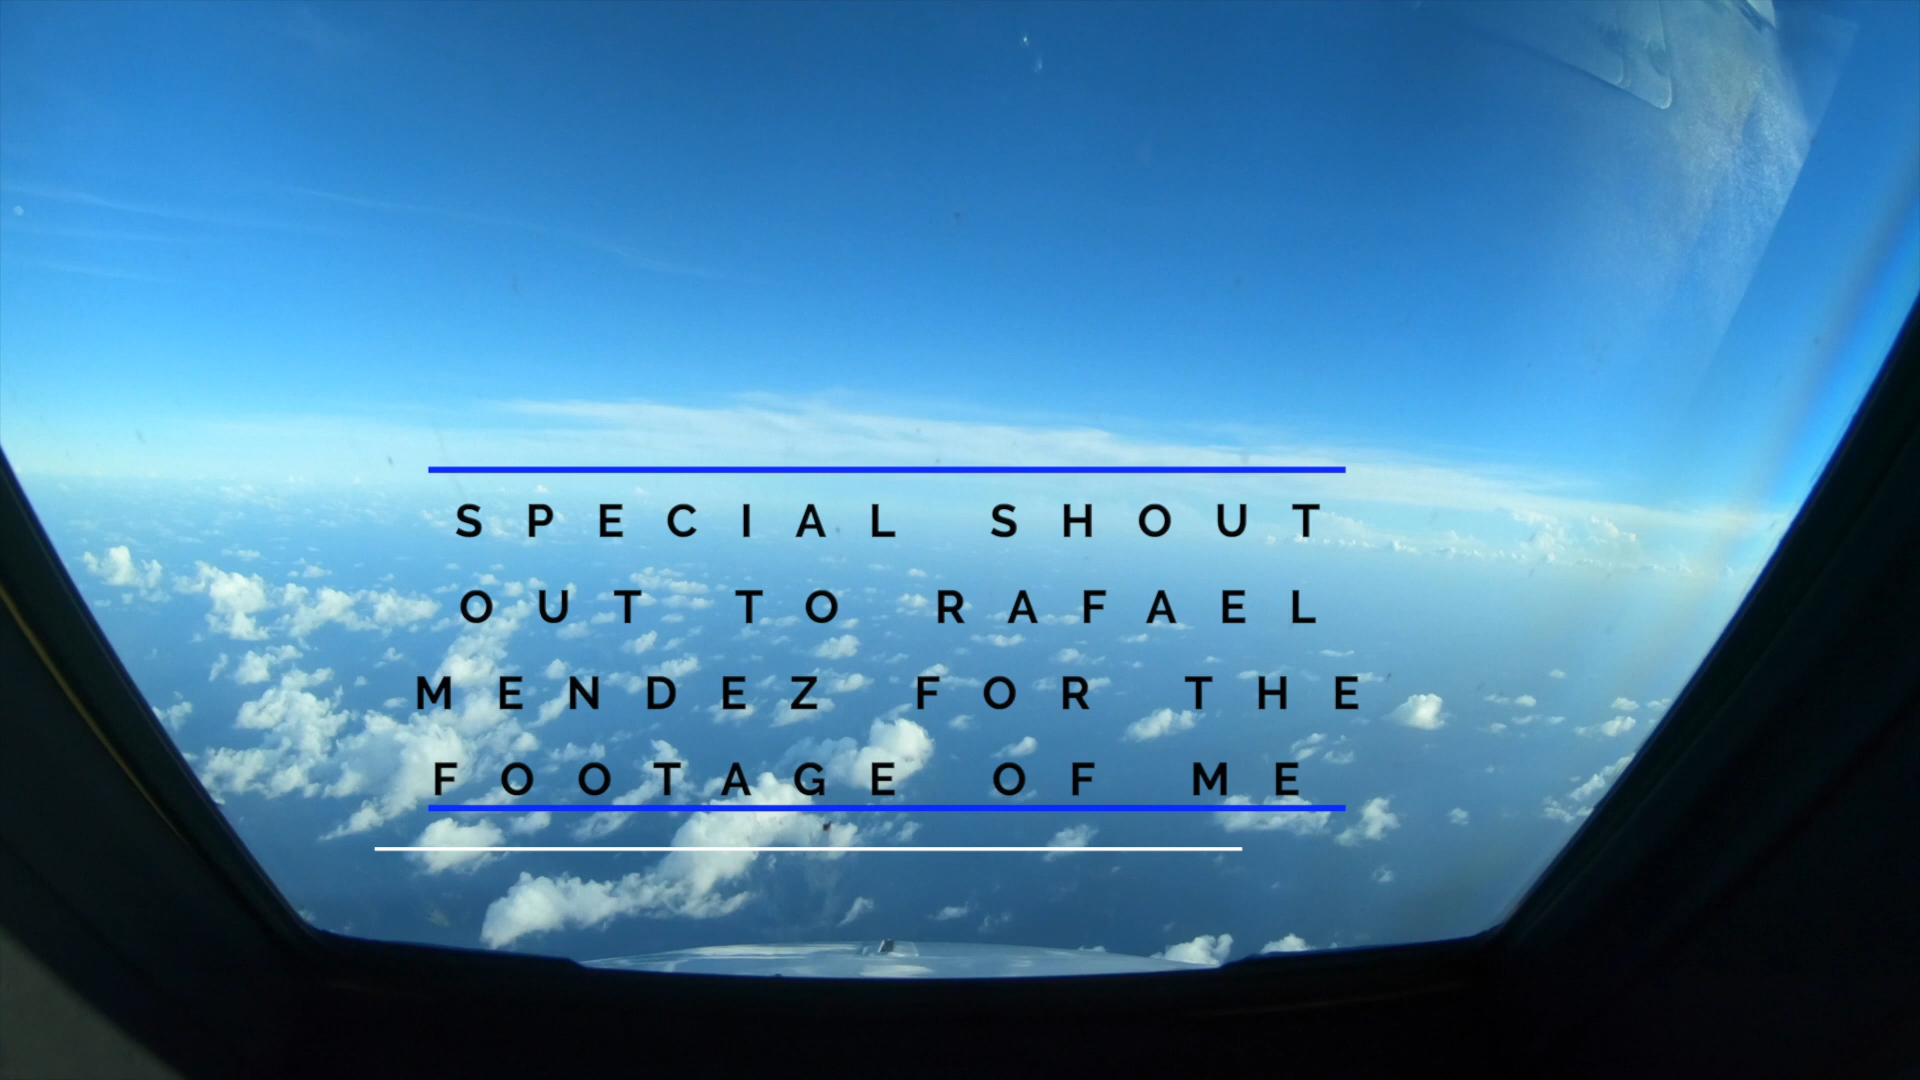 SPECIAL SHOUT
OUT TO RAFAEL
MENDEZ FOR THE
FOOTAGE OF ME